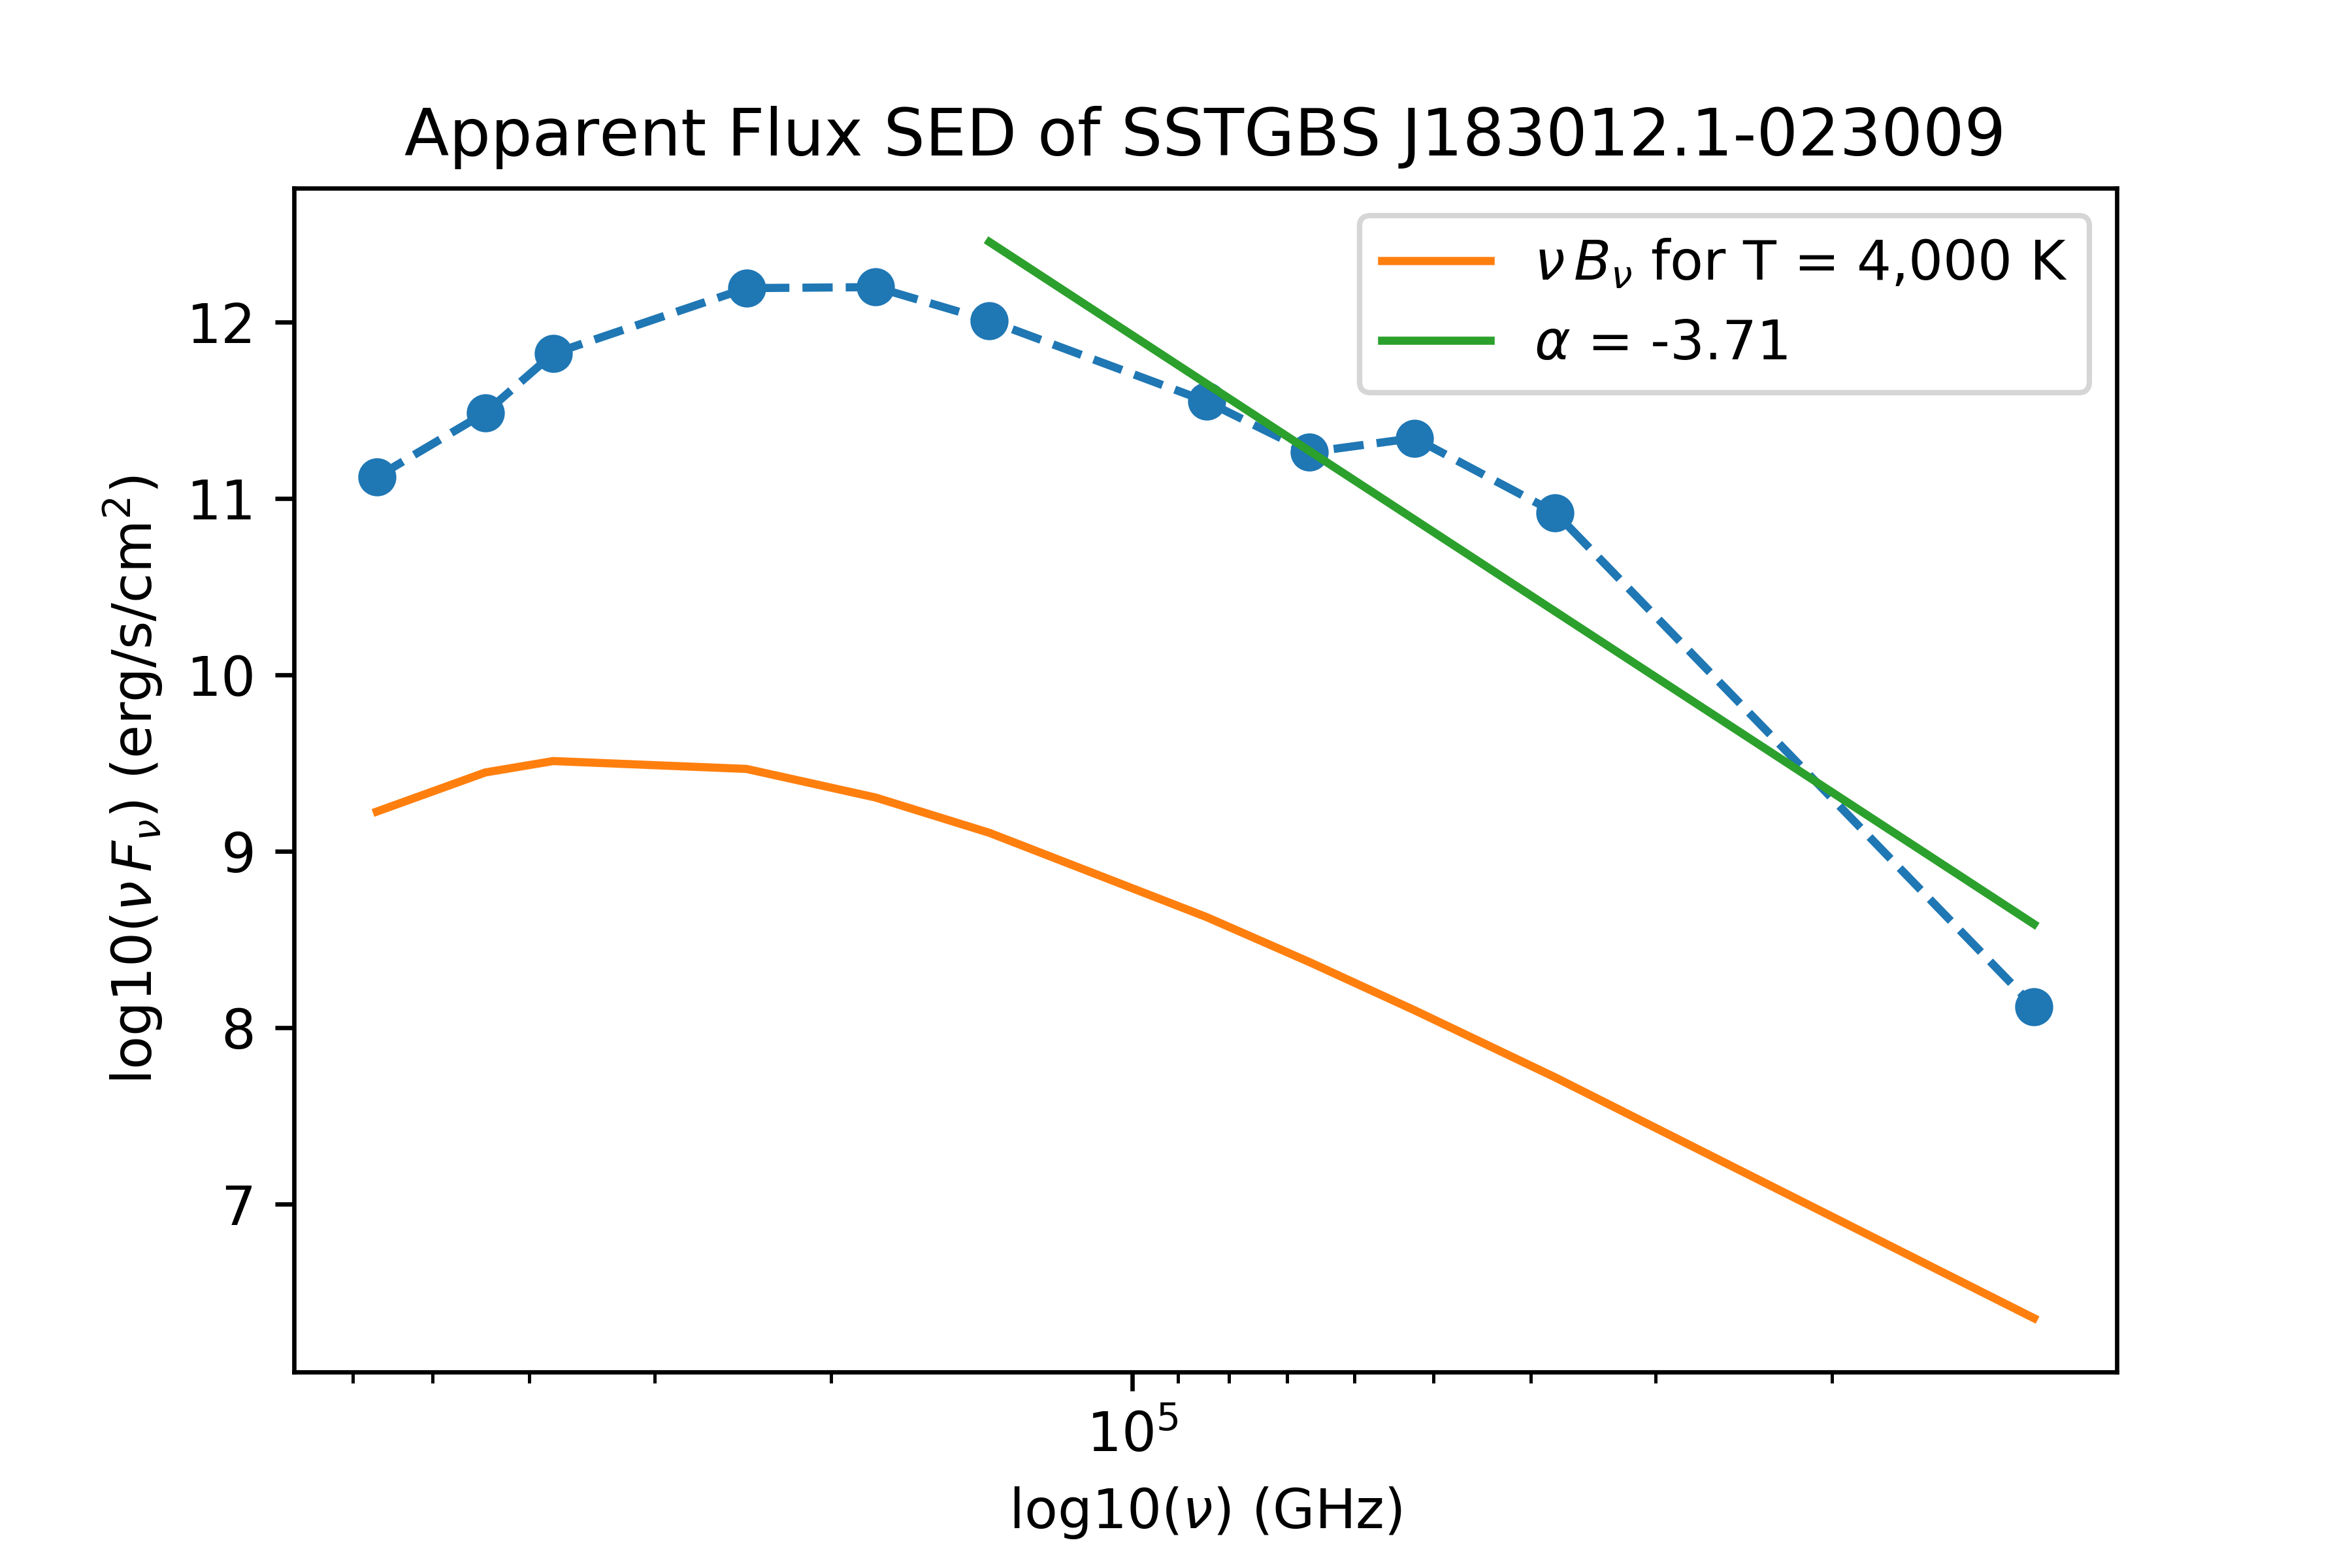 Apparent Flux SED of SSTGBS J183012.1-023009
νBν for T = 4,000 K
α = -3.71
log10(νFν) (erg/s/cm²)
12
11
10
9
8
7
10⁵
log10(ν) (GHz)